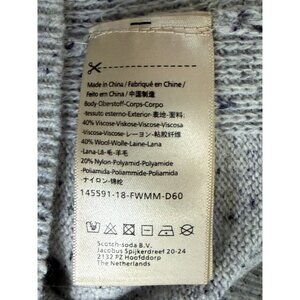 Made in China / Fabriqué en Chine /
Feito em China / 中国制造
Body Oberstoff-Corps-Corpo
-tessuto esterno-Exterior-表地-面料:
40% Viscose-Viskose-Viscose-Viscosa
-Viscosa-Viscose-レーヨン-粘胶纤维
40% Wool-Wolle-Laine-Lana
-Lana-Lã-毛-羊毛
20% Nylon-Polyamid-Polyamide-
Poliamida-Poliammide-Poliamida
ナイロン-锦纶
145591-18-FWMM-D60
Scotch-soda B.V.
Jacobus Spijkerdreef 20-24
2132 PZ Hoofddorp
The Netherlands